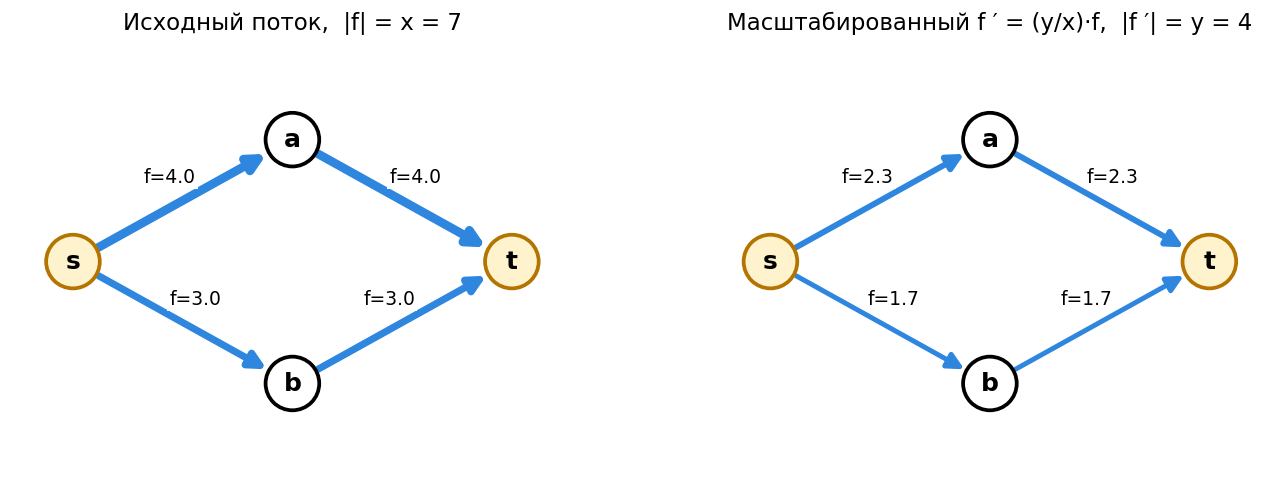 Исходный поток, |f| = x = 7
a
f=4.0
f=4.0
s
t
f=3.0
f=3.0
b
Масштабированный f ′ = (y/x)·f, |f ′| = y = 4
a
f=2.3
f=2.3
s
t
f=1.7
f=1.7
b